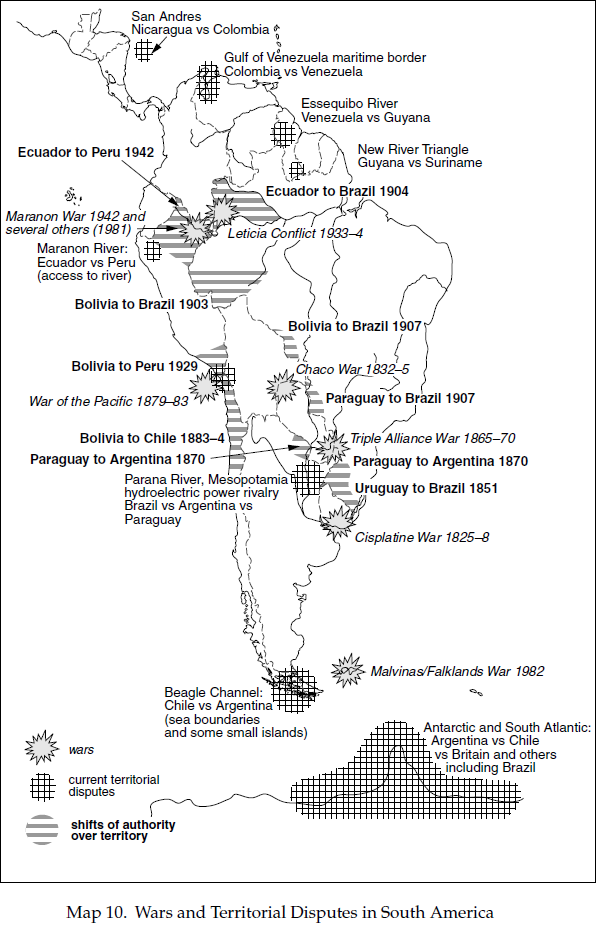 San Andres
Nicaragua vs Colombia
Gulf of Venezuela maritime border
Colombia vs Venezuela
Essequibo River
Venezuela vs Guyana
New River Triangle
Guyana vs Suriname
Ecuador to Peru 1942
Ecuador to Brazil 1904
Maranon War 1942 and
several others (1981)
Leticia Conflict 1933–4
Maranon River:
Ecuador vs Peru
(access to river)
Bolivia to Brazil 1903
Bolivia to Brazil 1907
Bolivia to Peru 1929
Chaco War 1832–5
War of the Pacific 1879–83
Paraguay to Brazil 1907
Bolivia to Chile 1883–4
Triple Alliance War 1865–70
Paraguay to Argentina 1870
Paraguay to Argentina 1870
Parana River, Mesopotamia
hydroelectric power rivalry
Brazil vs Argentina vs
Paraguay
Uruguay to Brazil 1851
Cisplatine War 1825–8
Malvinas/Falklands War 1982
Beagle Channel:
Chile vs Argentina
(sea boundaries
and some small islands)
Antarctic and South Atlantic:
Argentina vs Chile
vs Britain and others
including Brazil
wars
current territorial
disputes
shifts of authority
over territory
Map 10. Wars and Territorial Disputes in South America